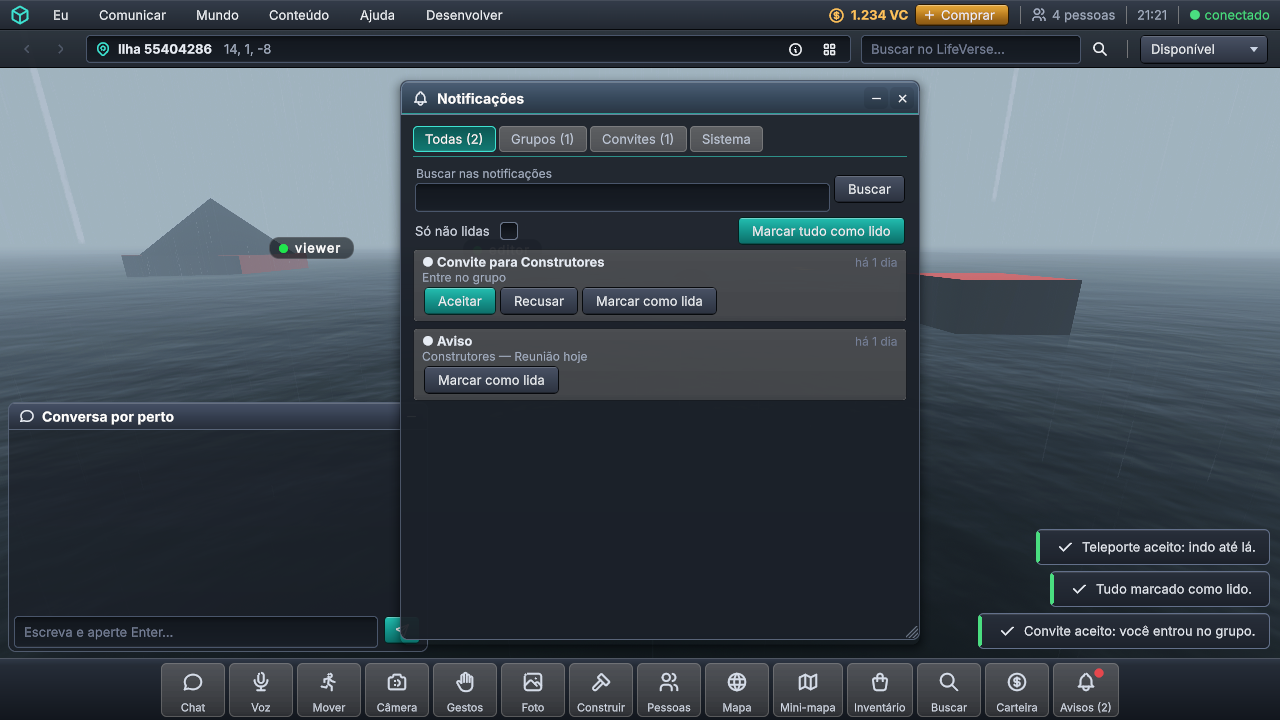 Eu Comunicar Mundo Conteúdo Ajuda Desenvolver 1.234 VC + Comprar 4 pessoas 21:21 conectado
Ilha 55404286 14, 1, -8 Buscar no LifeVerse... Disponível
Notificações
Todas (2) Grupos (1) Convites (1) Sistema
Buscar nas notificações
Buscar
Só não lidas Marcar tudo como lido
viewer
Convite para Construtores há 1 dia
Entre no grupo
Aceitar Recusar Marcar como lida
Aviso há 1 dia
Construtores — Reunião hoje
Marcar como lida
Conversa por perto
Teleporte aceito: indo até lá.
Tudo marcado como lido.
Convite aceito: você entrou no grupo.
Escreva e aperte Enter...
Chat Voz Mover Câmera Gestos Foto Construir Pessoas Mapa Mini-mapa Inventário Buscar Carteira Avisos (2)